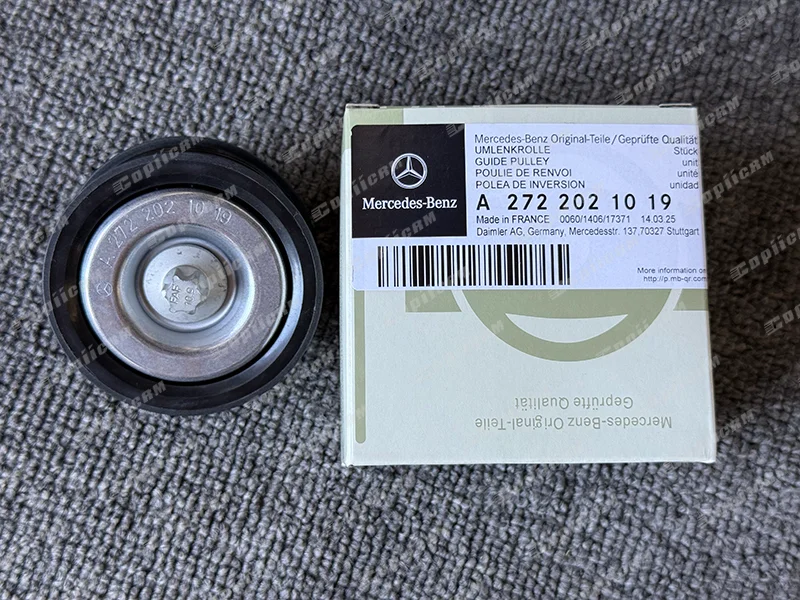 A 272 202 10 19
Mercedes-Benz
Mercedes-Benz Original-Teile/Geprüfte Qualität
UMLENKROLLE Stück
GUIDE PULLEY unit
POULIE DE RENVOI unité
POLEA DE INVERSION unidad
A 272 202 10 19
Made in FRANCE 0060/1406/17371 14.03.25
Daimler AG, Germany, Mercedesstr. 137,70327 Stuttgart
More information on
http://p.mb-qr.com
Mercedes-Benz Original-Teile
Geprüfte Qualität
CopiiCAM